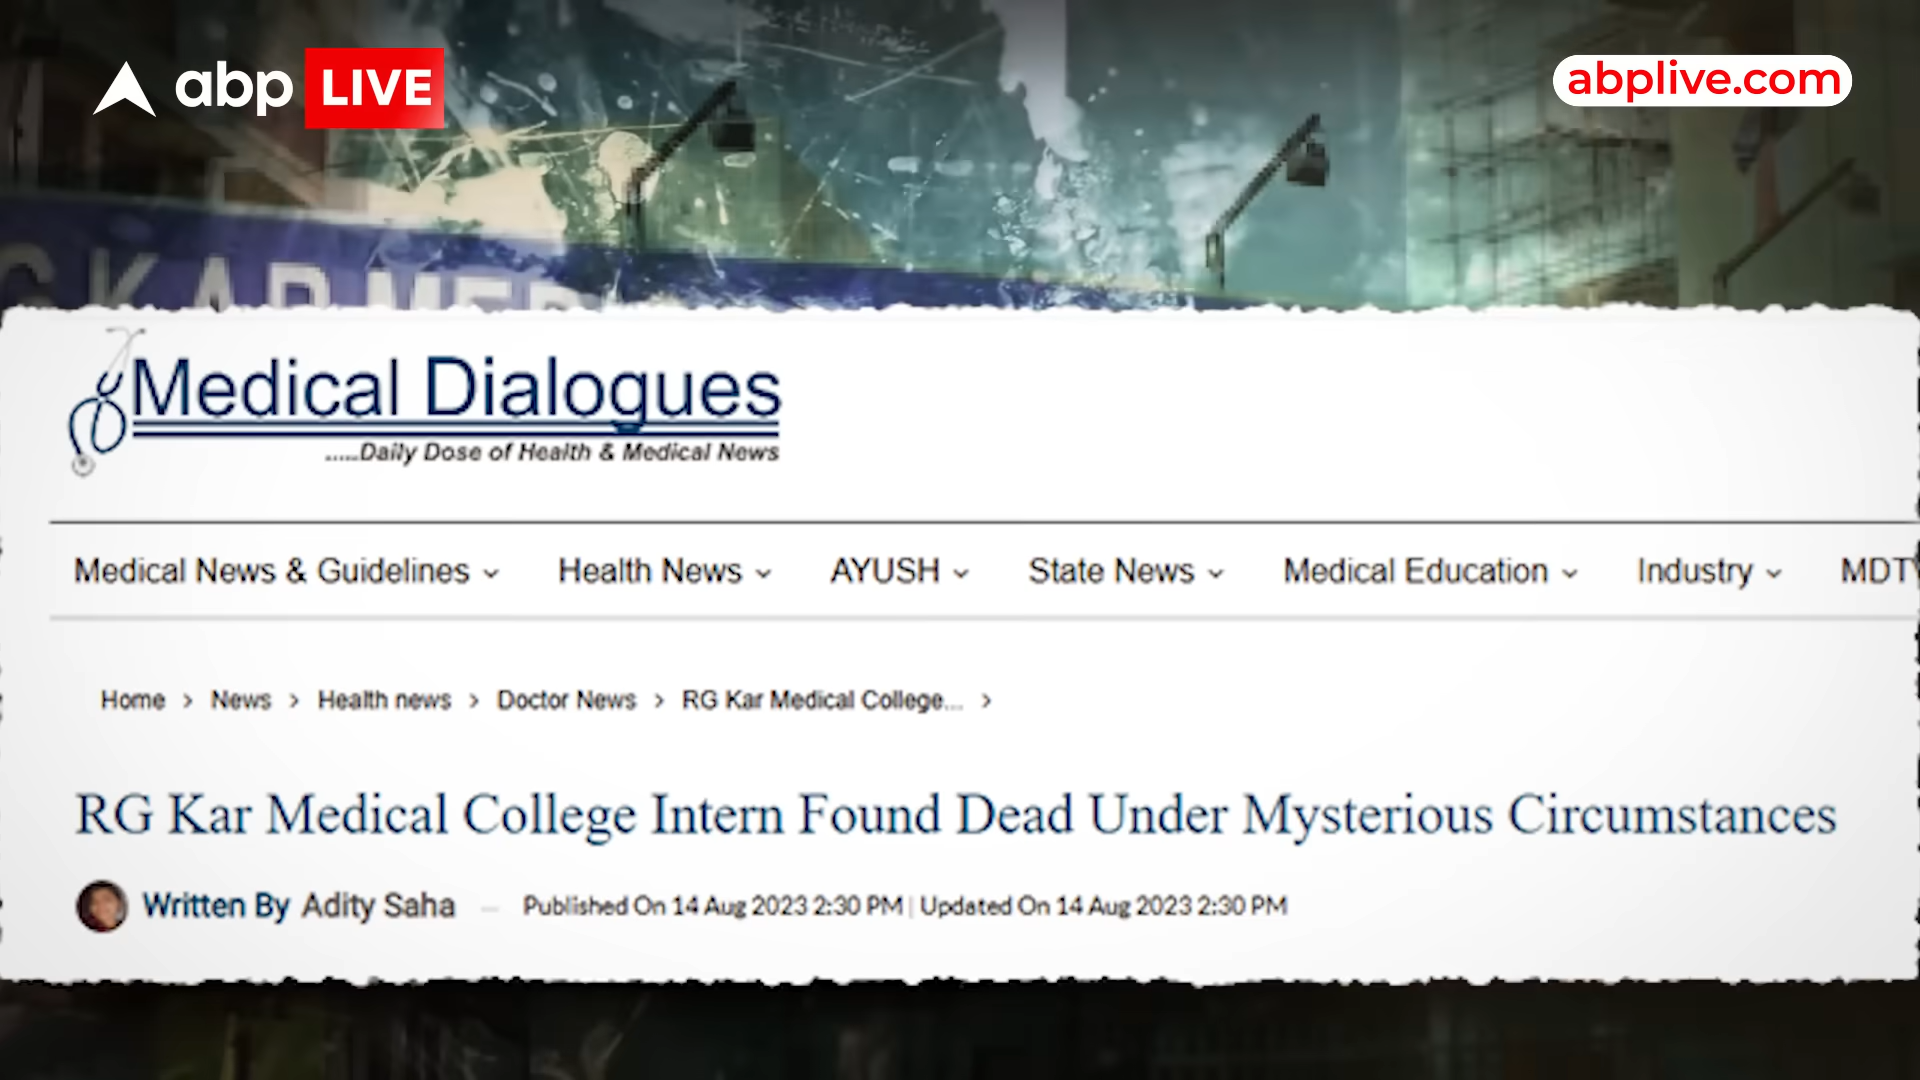 abp LIVE
abplive.com
G KAR MED
Medical Dialogues
.....Daily Dose of Health & Medical News
Medical News & Guidelines Health News AYUSH State News Medical Education Industry MDTV
Home > News > Health news > Doctor News > RG Kar Medical College... >
RG Kar Medical College Intern Found Dead Under Mysterious Circumstances
Written By Adity Saha — Published On 14 Aug 2023 2:30 PM | Updated On 14 Aug 2023 2:30 PM